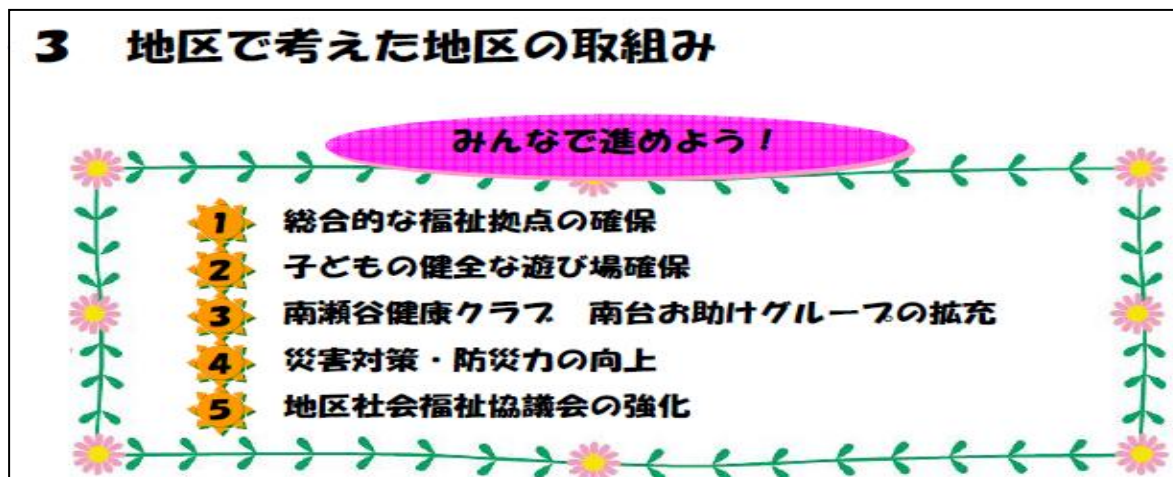 3　地区で考えた地区の取組み
みんなで進めよう！
1 総合的な福祉拠点の確保
2 子どもの健全な遊び場確保
3 南瀬谷健康クラブ　南台お助けグループの拡充
4 災害対策・防災力の向上
5 地区社会福祉協議会の強化